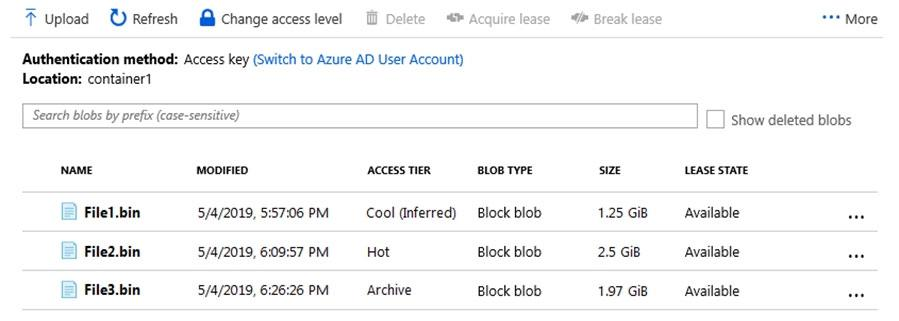 Upload Refresh Change access level Delete Acquire lease Break lease ••• More
Authentication method: Access key (Switch to Azure AD User Account)
Location: container1
Search blobs by prefix (case-sensitive) Show deleted blobs
NAME MODIFIED ACCESS TIER BLOB TYPE SIZE LEASE STATE
File1.bin 5/4/2019, 5:57:06 PM Cool (Inferred) Block blob 1.25 GiB Available ...
File2.bin 5/4/2019, 6:09:57 PM Hot Block blob 2.5 GiB Available ...
File3.bin 5/4/2019, 6:26:26 PM Archive Block blob 1.97 GiB Available ...